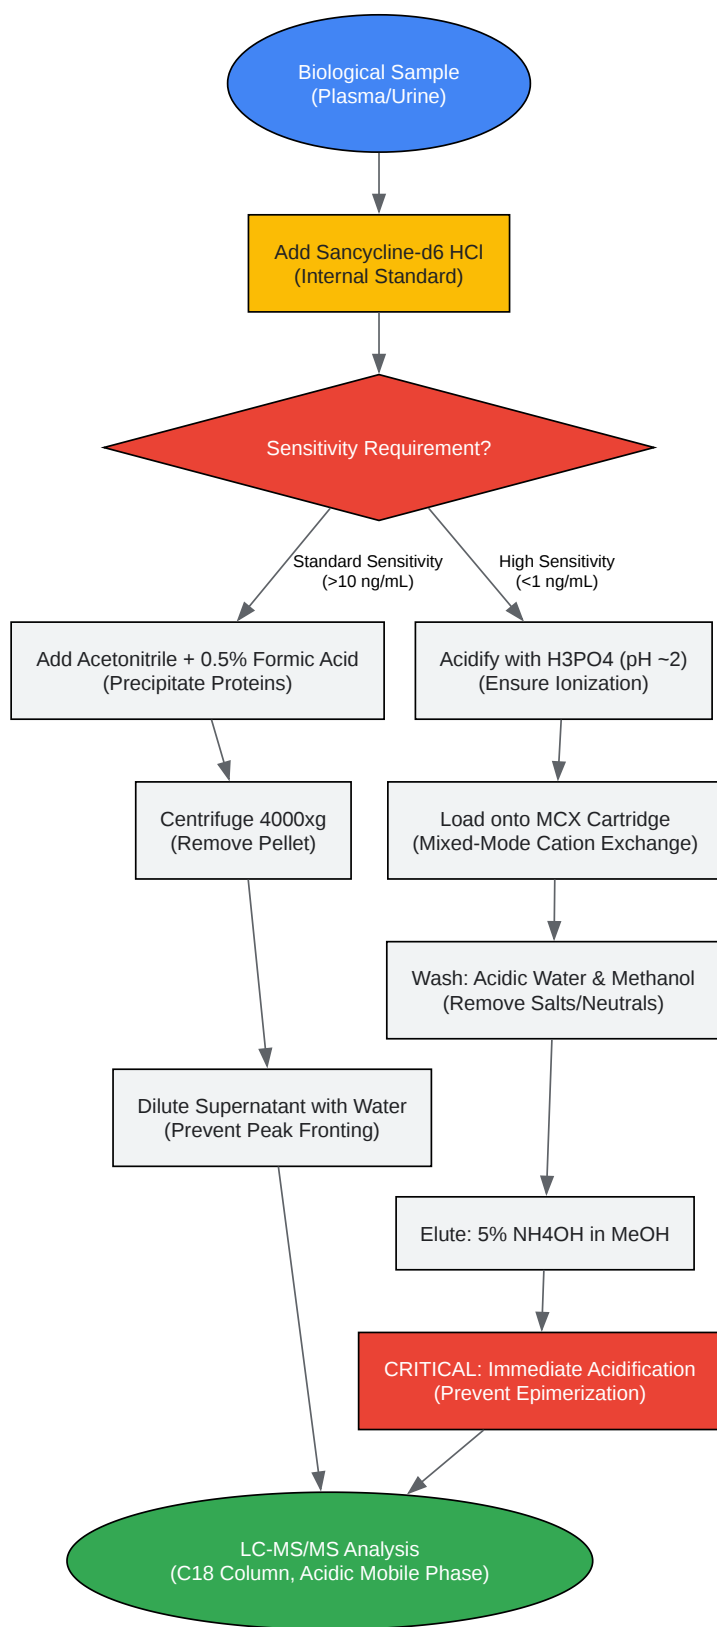 Biological Sample
(Plasma/Urine)
Add Sancycline-d6 HCl
(Internal Standard)
Sensitivity Requirement?
Standard Sensitivity
(>10 ng/mL)
High Sensitivity
(<1 ng/mL)
Add Acetonitrile + 0.5% Formic Acid
(Precipitate Proteins)
Acidify with H3PO4 (pH ~2)
(Ensure Ionization)
Centrifuge 4000xg
(Remove Pellet)
Load onto MCX Cartridge
(Mixed-Mode Cation Exchange)
Wash: Acidic Water & Methanol
(Remove Salts/Neutrals)
Dilute Supernatant with Water
(Prevent Peak Fronting)
Elute: 5% NH4OH in MeOH
CRITICAL: Immediate Acidification
(Prevent Epimerization)
LC-MS/MS Analysis
(C18 Column, Acidic Mobile Phase)